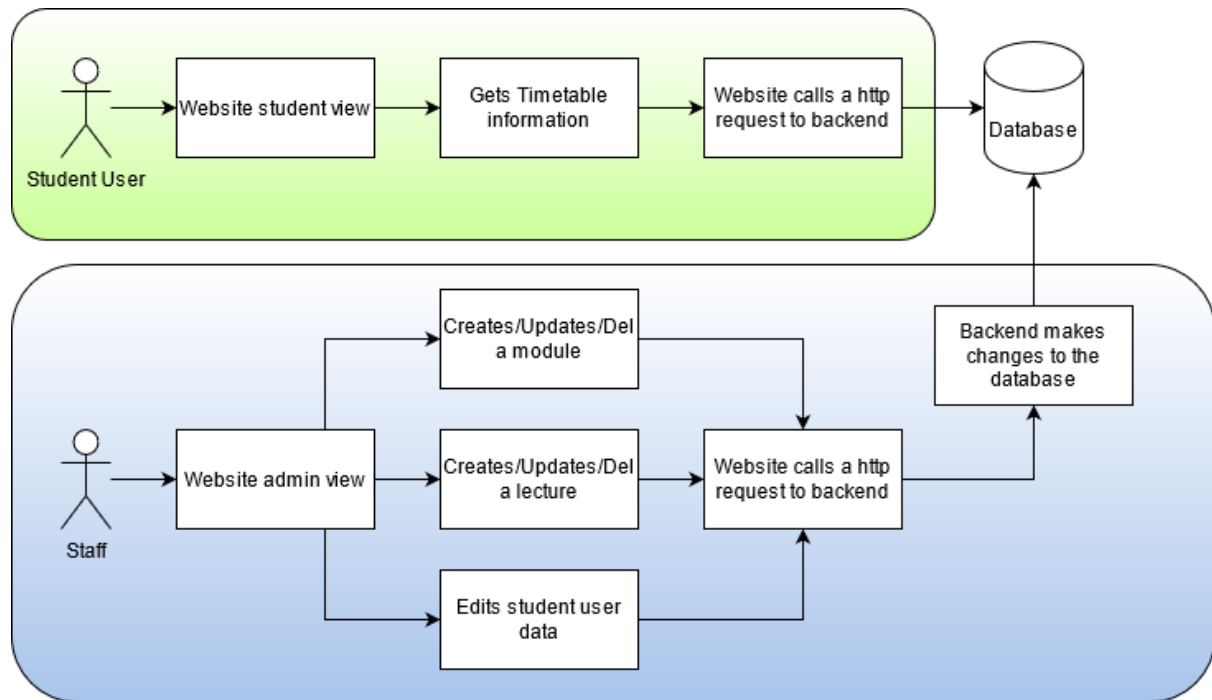 Website student view
Gets Timetable
information
Website calls a http
request to backend
Database
Student User
Creates/Updates/Del
a module
Backend makes
changes to the
database
Website admin view
Creates/Updates/Del
a lecture
Website calls a http
request to backend
Staff
Edits student user
data